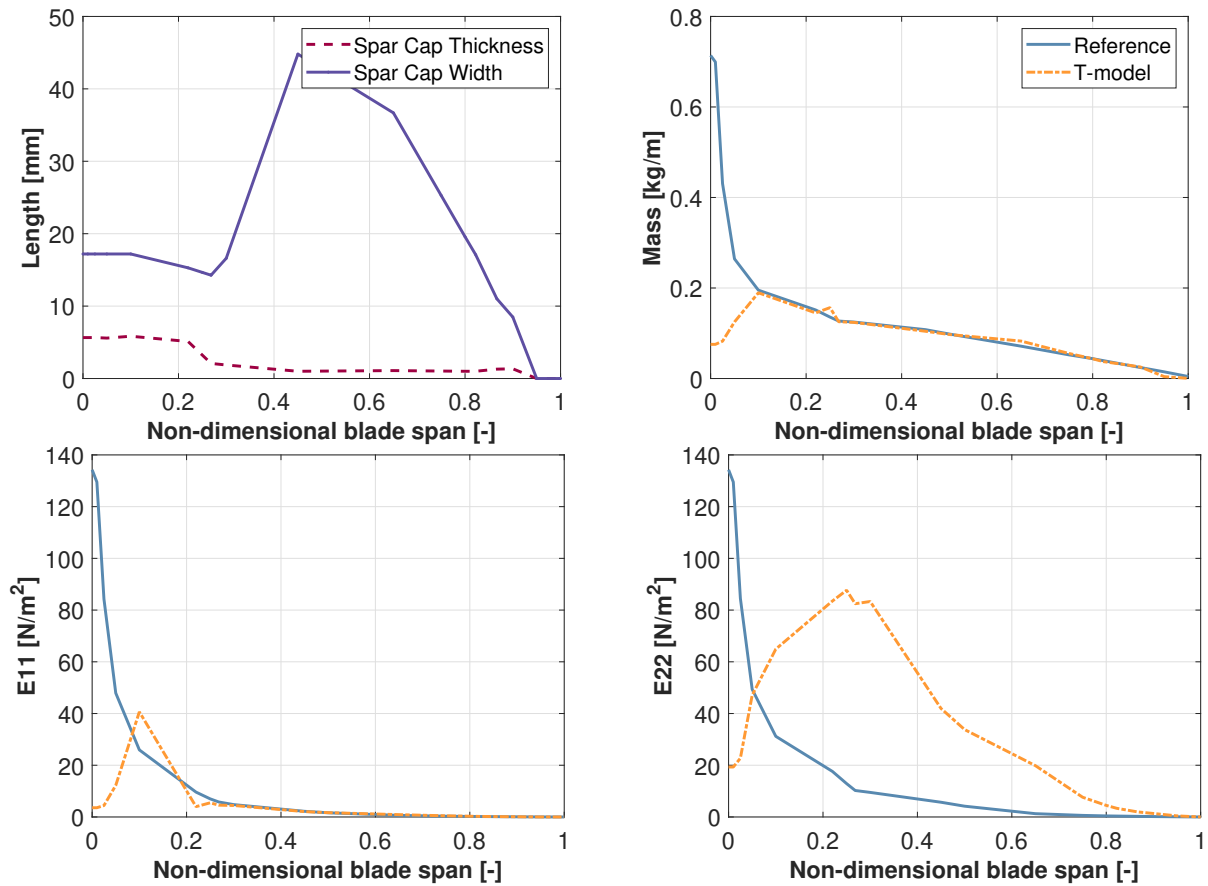 50
40
30
20
10
0
Length [mm]
Spar Cap Thickness
Spar Cap Width
0 0.2 0.4 0.6 0.8 1
Non-dimensional blade span [-]
0.8
0.6
0.4
0.2
0
Mass [kg/m]
Reference
T-model
0 0.2 0.4 0.6 0.8 1
Non-dimensional blade span [-]
140
120
100
80
60
40
20
0
E11 [N/m²]
0 0.2 0.4 0.6 0.8 1
Non-dimensional blade span [-]
140
120
100
80
60
40
20
0
E22 [N/m²]
0 0.2 0.4 0.6 0.8 1
Non-dimensional blade span [-]